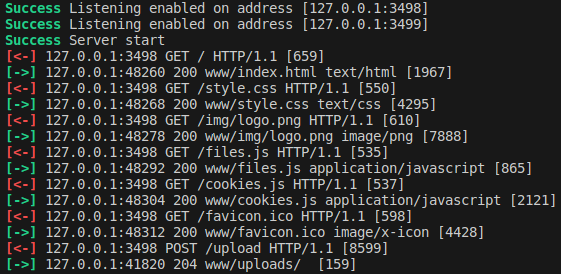 Success Listening enabled on address [127.0.0.1:3498]
Success Listening enabled on address [127.0.0.1:3499]
Success Server start
[<-] 127.0.0.1:3498 GET / HTTP/1.1 [659]
[->] 127.0.0.1:48260 200 www/index.html text/html [1967]
[<-] 127.0.0.1:3498 GET /style.css HTTP/1.1 [550]
[->] 127.0.0.1:48268 200 www/style.css text/css [4295]
[<-] 127.0.0.1:3498 GET /img/logo.png HTTP/1.1 [610]
[->] 127.0.0.1:48278 200 www/img/logo.png image/png [7888]
[<-] 127.0.0.1:3498 GET /files.js HTTP/1.1 [535]
[->] 127.0.0.1:48292 200 www/files.js application/javascript [865]
[<-] 127.0.0.1:3498 GET /cookies.js HTTP/1.1 [537]
[->] 127.0.0.1:48304 200 www/cookies.js application/javascript [2121]
[<-] 127.0.0.1:3498 GET /favicon.ico HTTP/1.1 [598]
[->] 127.0.0.1:48312 200 www/favicon.ico image/x-icon [4428]
[<-] 127.0.0.1:3498 POST /upload HTTP/1.1 [8599]
[->] 127.0.0.1:41820 204 www/uploads/  [159]